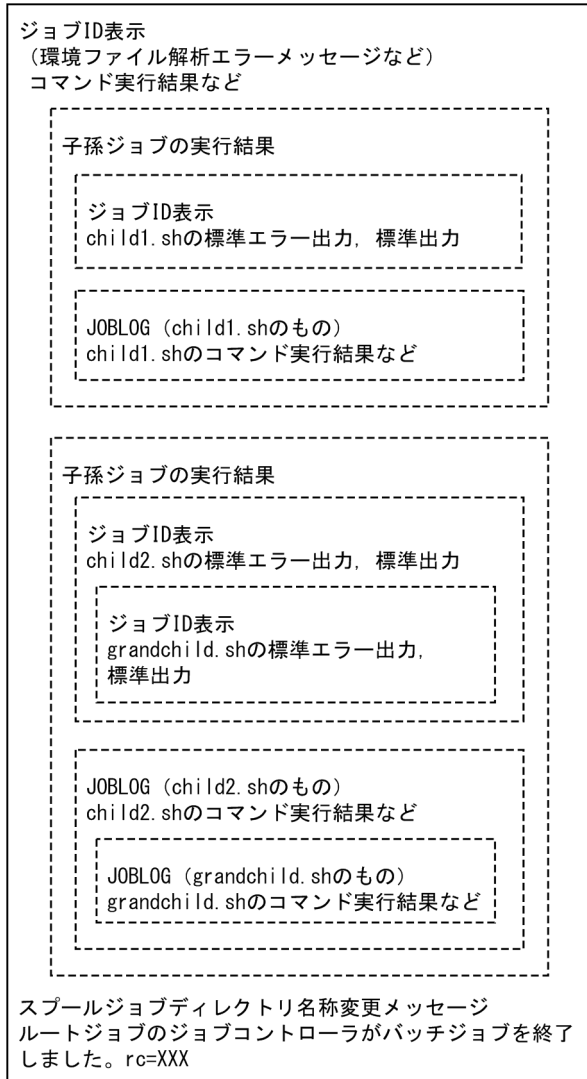 ジョブID表示
（環境ファイル解析エラーメッセージなど）
コマンド実行結果など
子孫ジョブの実行結果
ジョブID表示
child1.shの標準エラー出力，標準出力
JOBLOG（child1.shのもの）
child1.shのコマンド実行結果など
子孫ジョブの実行結果
ジョブID表示
child2.shの標準エラー出力，標準出力
ジョブID表示
grandchild.shの標準エラー出力，
標準出力
JOBLOG（child2.shのもの）
child2.shのコマンド実行結果など
JOBLOG（grandchild.shのもの）
grandchild.shのコマンド実行結果など
スプールジョブディレクトリ名称変更メッセージ
ルートジョブのジョブコントローラがバッチジョブを終了
しました。rc=XXX